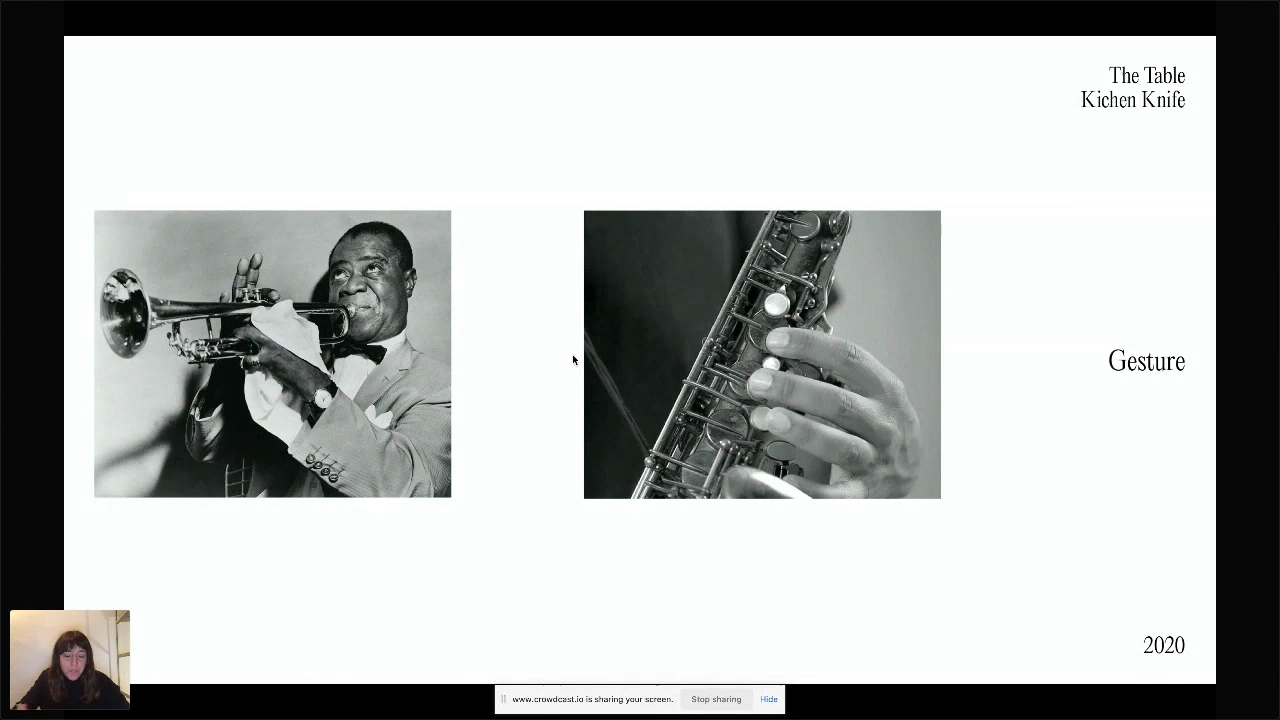 The Table
Kichen Knife
Gesture
2020
www.crowdcast.io is sharing your screen. Stop sharing Hide